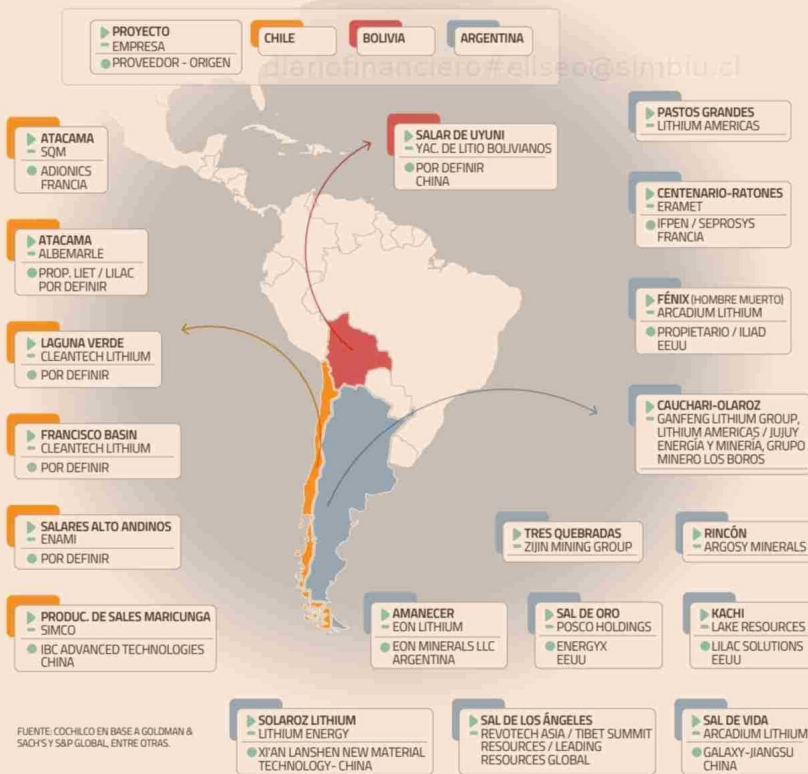 PROYECTO
EMPRESA
PROVEEDOR - ORIGEN
CHILE
BOLIVIA
ARGENTINA
diariofinanciero#eliseo@simbiu.cl
ATACAMA
SQM
ADIONICS
FRANCIA
ATACAMA
ALBEMARLE
PROP. LIET / LILAC
POR DEFINIR
LAGUNA VERDE
CLEANTECH LITHIUM
POR DEFINIR
FRANCISCO BASIN
CLEANTECH LITHIUM
POR DEFINIR
SALARES ALTO ANDINOS
ENAMI
POR DEFINIR
PRODUC. DE SALES MARICUNGA
SIMCO
IBC ADVANCED TECHNOLOGIES
CHINA
SALAR DE UYUNI
YAC. DE LITIO BOLIVIANOS
POR DEFINIR
CHINA
PASTOS GRANDES
LITHIUM AMERICAS
CENTENARIO-RATONES
ERAMET
IFPEN / SEPROSYS
FRANCIA
FÉNIX (HOMBRE MUERTO)
ARCADIUM LITHIUM
PROPIETARIO / ILIAD
EEUU
CAUCHARI-OLAROZ
GANFENG LITHIUM GROUP,
LITHIUM AMERICAS / JUJUY
ENERGÍA Y MINERÍA, GRUPO
MINERO LOS BOROS
TRES QUEBRADAS
ZIJIN MINING GROUP
RINCÓN
ARGOSY MINERALS
AMANECER
EON LITHIUM
EON MINERALS LLC
ARGENTINA
SAL DE ORO
POSCO HOLDINGS
ENERGYX
EEUU
KACHI
LAKE RESOURCES
LILAC SOLUTIONS
EEUU
SOLAROZ LITHIUM
LITHIUM ENERGY
XI'AN LANSHEN NEW MATERIAL
TECHNOLOGY- CHINA
SAL DE LOS ÁNGELES
REVOTECH ASIA / TIBET SUMMIT
RESOURCES / LEADING
RESOURCES GLOBAL
SAL DE VIDA
ARCADIUM LITHIUM
GALAXY-JIANGSU
CHINA
FUENTE: COCHILCO EN BASE A GOLDMAN &
SACH'S Y S&P GLOBAL, ENTRE OTRAS.